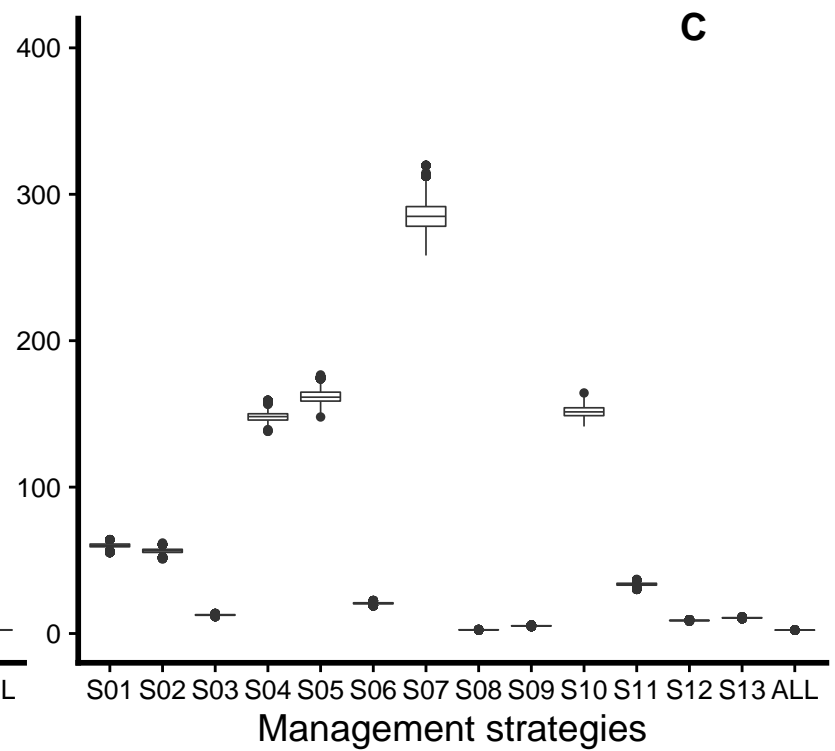 C
400
300
200
100
0
L
S01 S02 S03 S04 S05 S06 S07 S08 S09 S10 S11 S12 S13 ALL
Management strategies